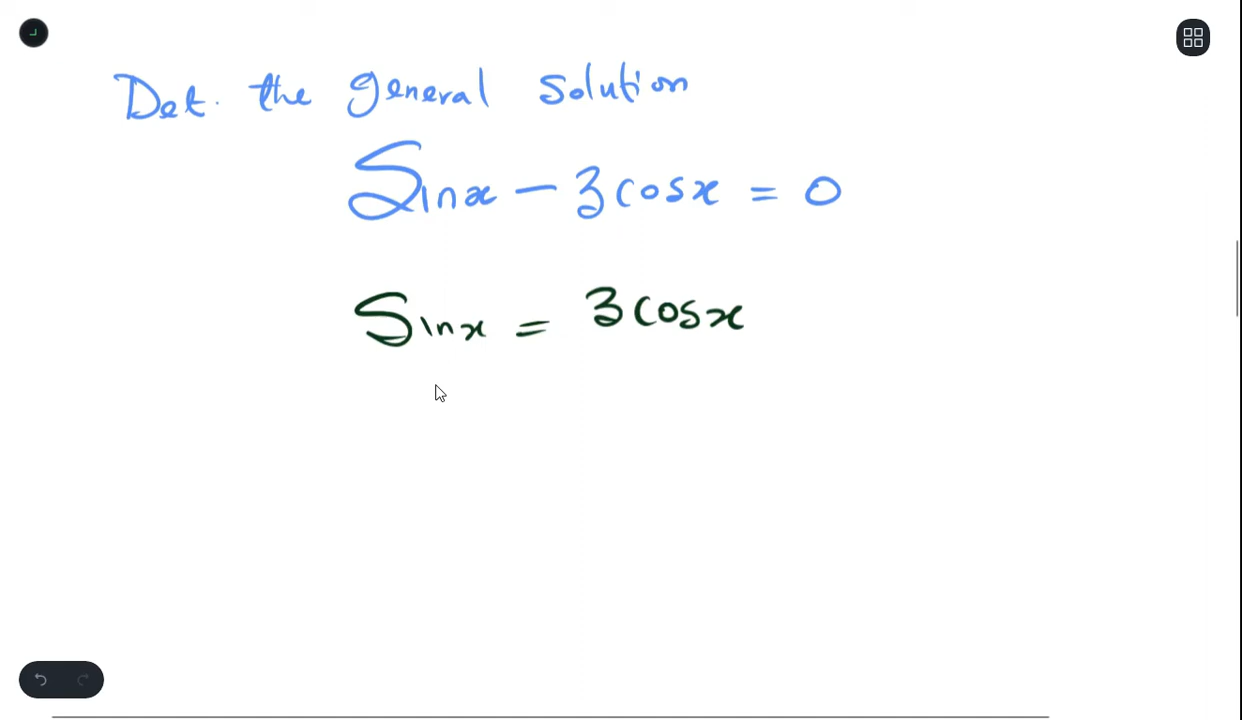 Det. the general solution
Sinx - 3cosx = 0
Sinx = 3cosx